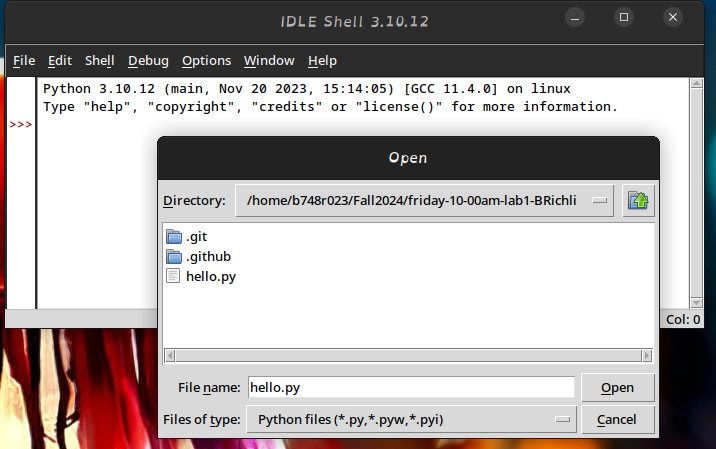 IDLE Shell 3.10.12
File Edit Shell Debug Options Window Help
Python 3.10.12 (main, Nov 20 2023, 15:14:05) [GCC 11.4.0] on linux
Type "help", "copyright", "credits" or "license()" for more information.
>>>
Open
Directory: /home/b748r023/Fall2024/friday-10-00am-lab1-BRichli
.git
.github
hello.py
Col: 0
File name: hello.py Open
Files of type: Python files (*.py,*.pyw,*.pyi) Cancel